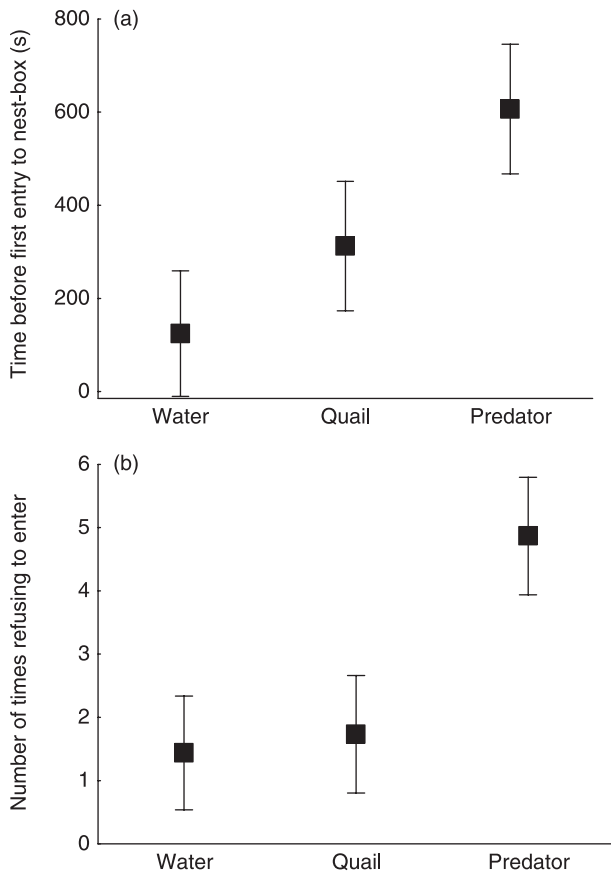 (a)
Time before first entry to nest-box (s)
800
600
400
200
0
Water Quail Predator
(b)
Number of times refusing to enter
6
5
4
3
2
1
0
Water Quail Predator